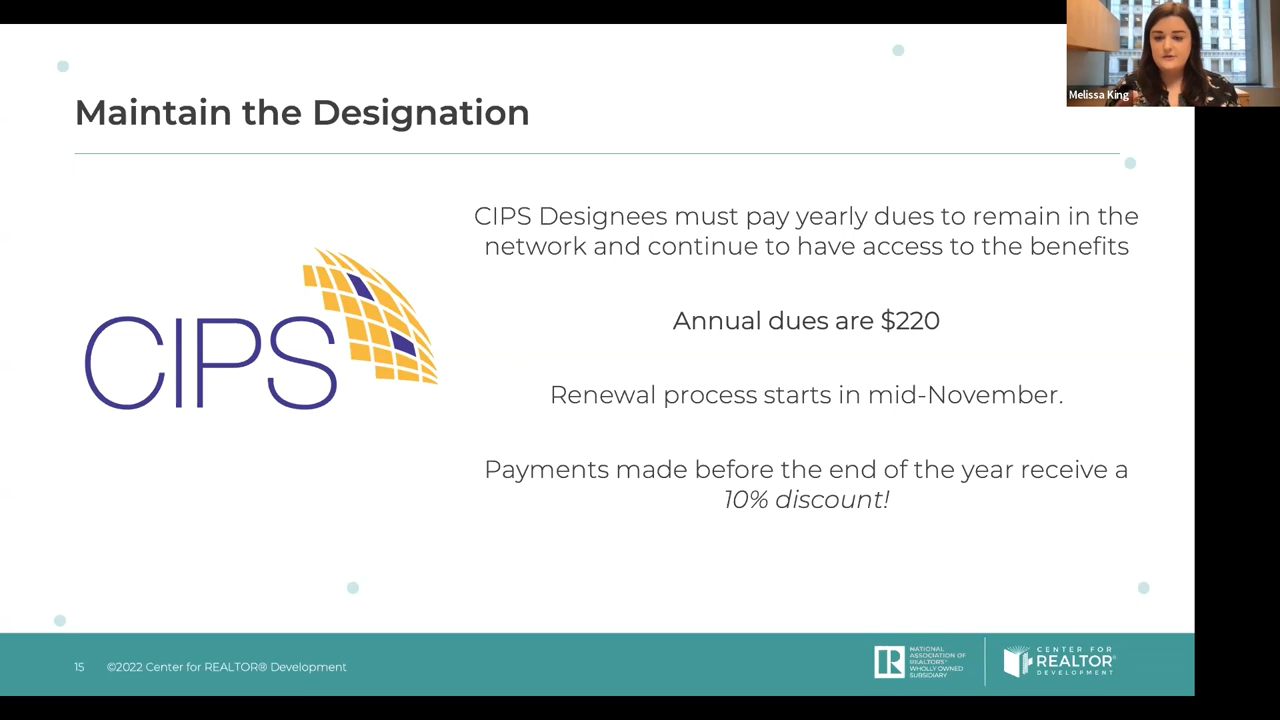 Melissa King
Maintain the Designation
CIPS Designees must pay yearly dues to remain in the
network and continue to have access to the benefits
CIPS
Annual dues are $220
Renewal process starts in mid-November.
Payments made before the end of the year receive a
10% discount!
15 ©2022 Center for REALTOR® Development
R
NATIONAL
ASSOCIATION OF
REALTORS®
WHOLLY OWNED
SUBSIDIARY
CENTER FOR
REALTOR®
DEVELOPMENT